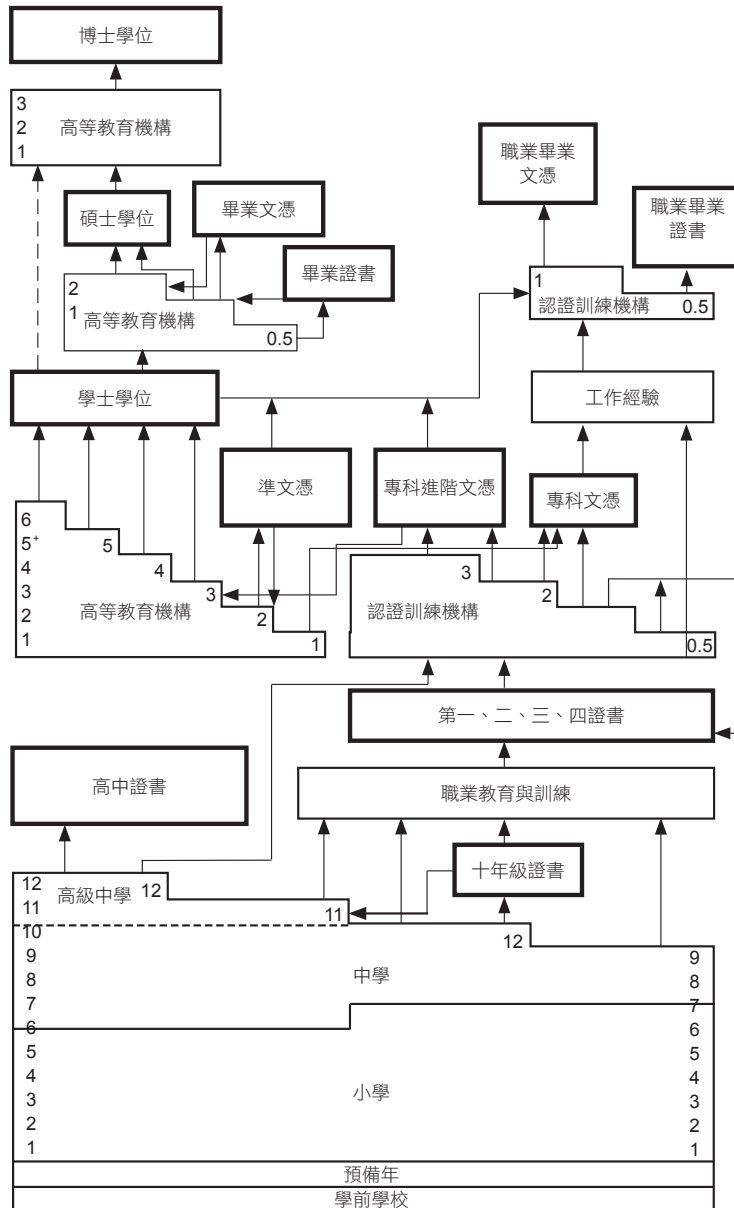 博士學位
3
2
1
高等教育機構
職業畢業
文憑
碩士學位
畢業文憑
職業畢業
證書
畢業證書
2
1
高等教育機構
0.5
1
認證訓練機構
0.5
學士學位
工作經驗
準文憑
專科進階文憑
專科文憑
6
5+
4
3
2
1
5
4
3
2
1
高等教育機構
3
2
認證訓練機構
0.5
第一、二、三、四證書
高中證書
職業教育與訓練
十年級證書
12
11
10
9
8
7
6
5
4
3
2
1
高級中學
12
11
12
中學
9
8
7
6
5
4
3
2
1
小學
預備年
學前學校